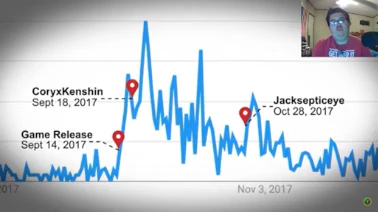 CoryxKenshin
Sept 18, 2017
Game Release
Sept 14, 2017
Jacksepticeye
Oct 28, 2017
2017
Nov 3, 2017